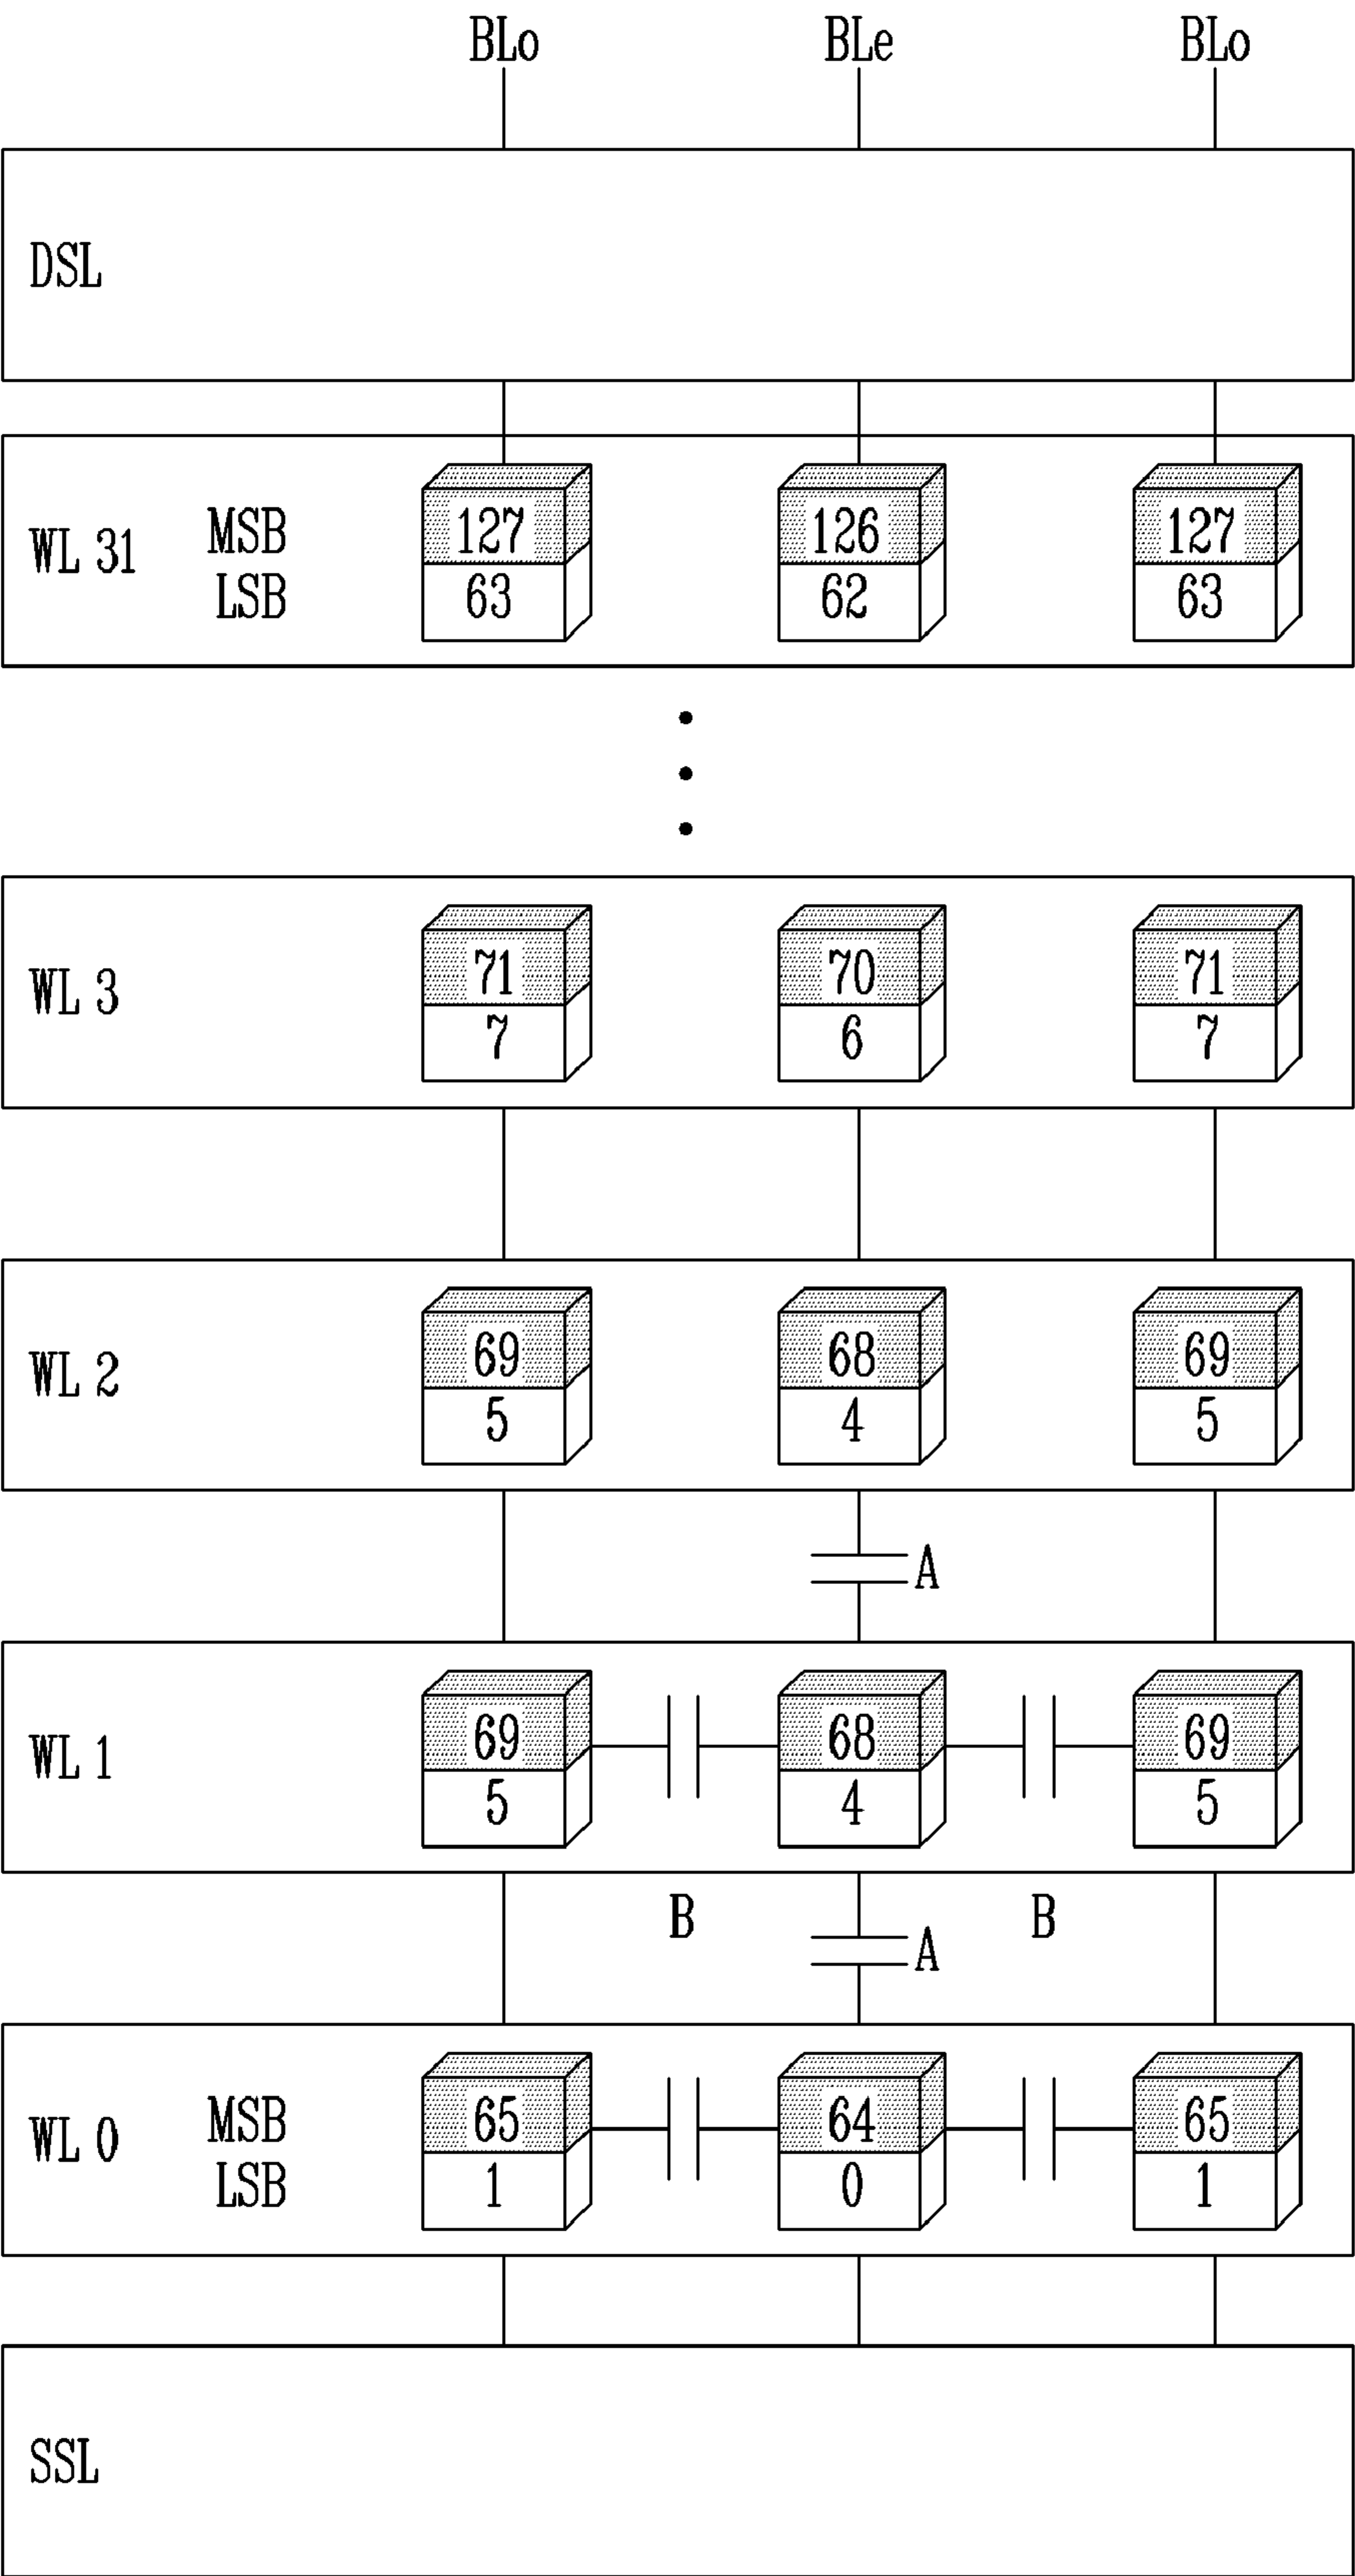 BLo BLe BLo
DSL
WL 31 MSB 127 126 127
LSB 63 62 63
WL 3 71 70 71
7 6 7
WL 2 69 68 69
5 4 5
A
WL 1 69 68 69
5 4 5
B B
A
WL 0 MSB 65 64 65
LSB 1 0 1
SSL